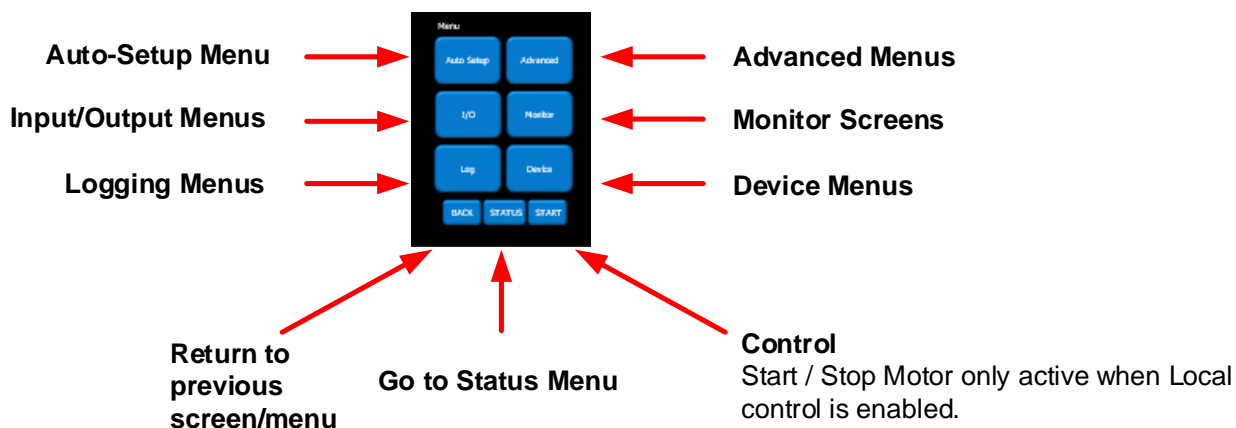 Menu
Auto-Setup Menu
Auto Setup
Advanced
Advanced Menus
Input/Output Menus
I/O
Monitor
Monitor Screens
Logging Menus
Log
Device
Device Menus
BACK
STATUS
START
Return to
previous
screen/menu
Go to Status Menu
Control
Start / Stop Motor only active when Local
control is enabled.